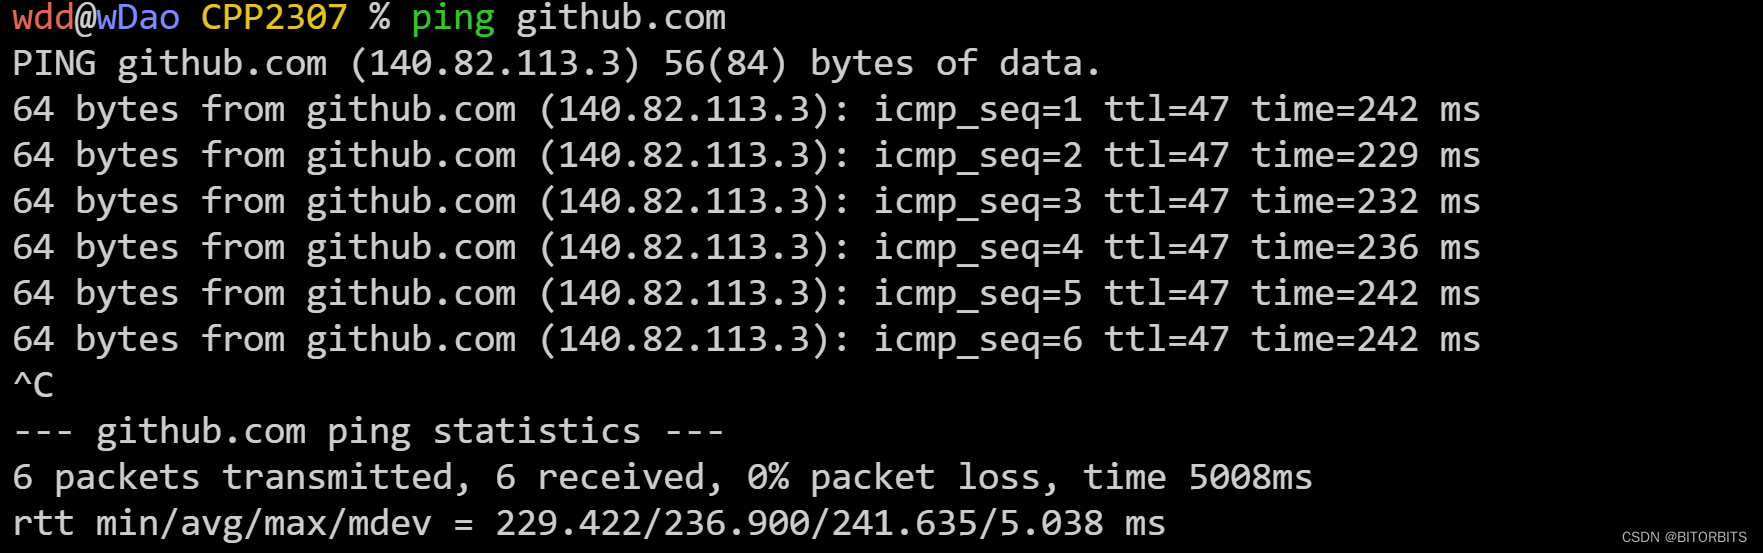 wdd@wDao CPP2307 % ping github.com
PING github.com (140.82.113.3) 56(84) bytes of data.
64 bytes from github.com (140.82.113.3): icmp_seq=1 ttl=47 time=242 ms
64 bytes from github.com (140.82.113.3): icmp_seq=2 ttl=47 time=229 ms
64 bytes from github.com (140.82.113.3): icmp_seq=3 ttl=47 time=232 ms
64 bytes from github.com (140.82.113.3): icmp_seq=4 ttl=47 time=236 ms
64 bytes from github.com (140.82.113.3): icmp_seq=5 ttl=47 time=242 ms
64 bytes from github.com (140.82.113.3): icmp_seq=6 ttl=47 time=242 ms
^C
--- github.com ping statistics ---
6 packets transmitted, 6 received, 0% packet loss, time 5008ms
rtt min/avg/max/mdev = 229.422/236.900/241.635/5.038 ms
CSDN @BITORBITS